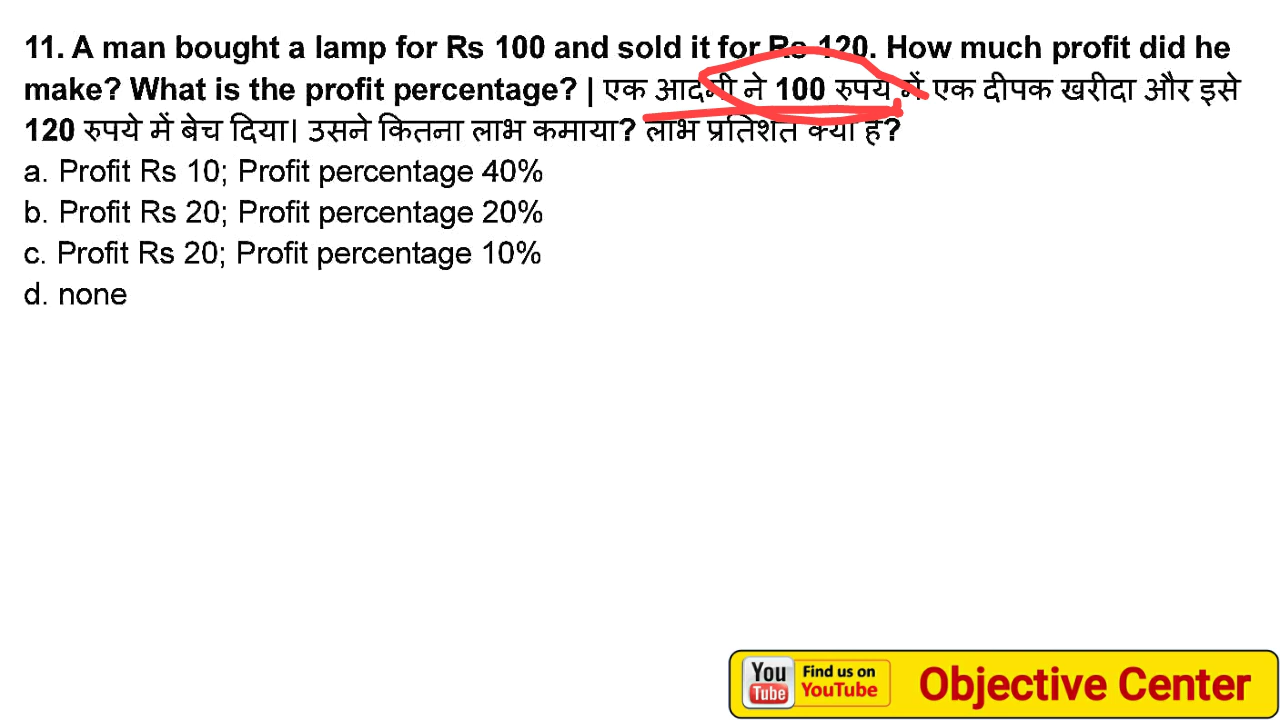 11. A man bought a lamp for Rs 100 and sold it for Rs 120. How much profit did he
make? What is the profit percentage? | एक आदमी ने 100 रुपये में एक दीपक खरीदा और इसे
120 रुपये में बेच दिया। उसने कितना लाभ कमाया? लाभ प्रतिशत क्या है?
a. Profit Rs 10; Profit percentage 40%
b. Profit Rs 20; Profit percentage 20%
c. Profit Rs 20; Profit percentage 10%
d. none
You Tube Find us on YouTube Objective Center